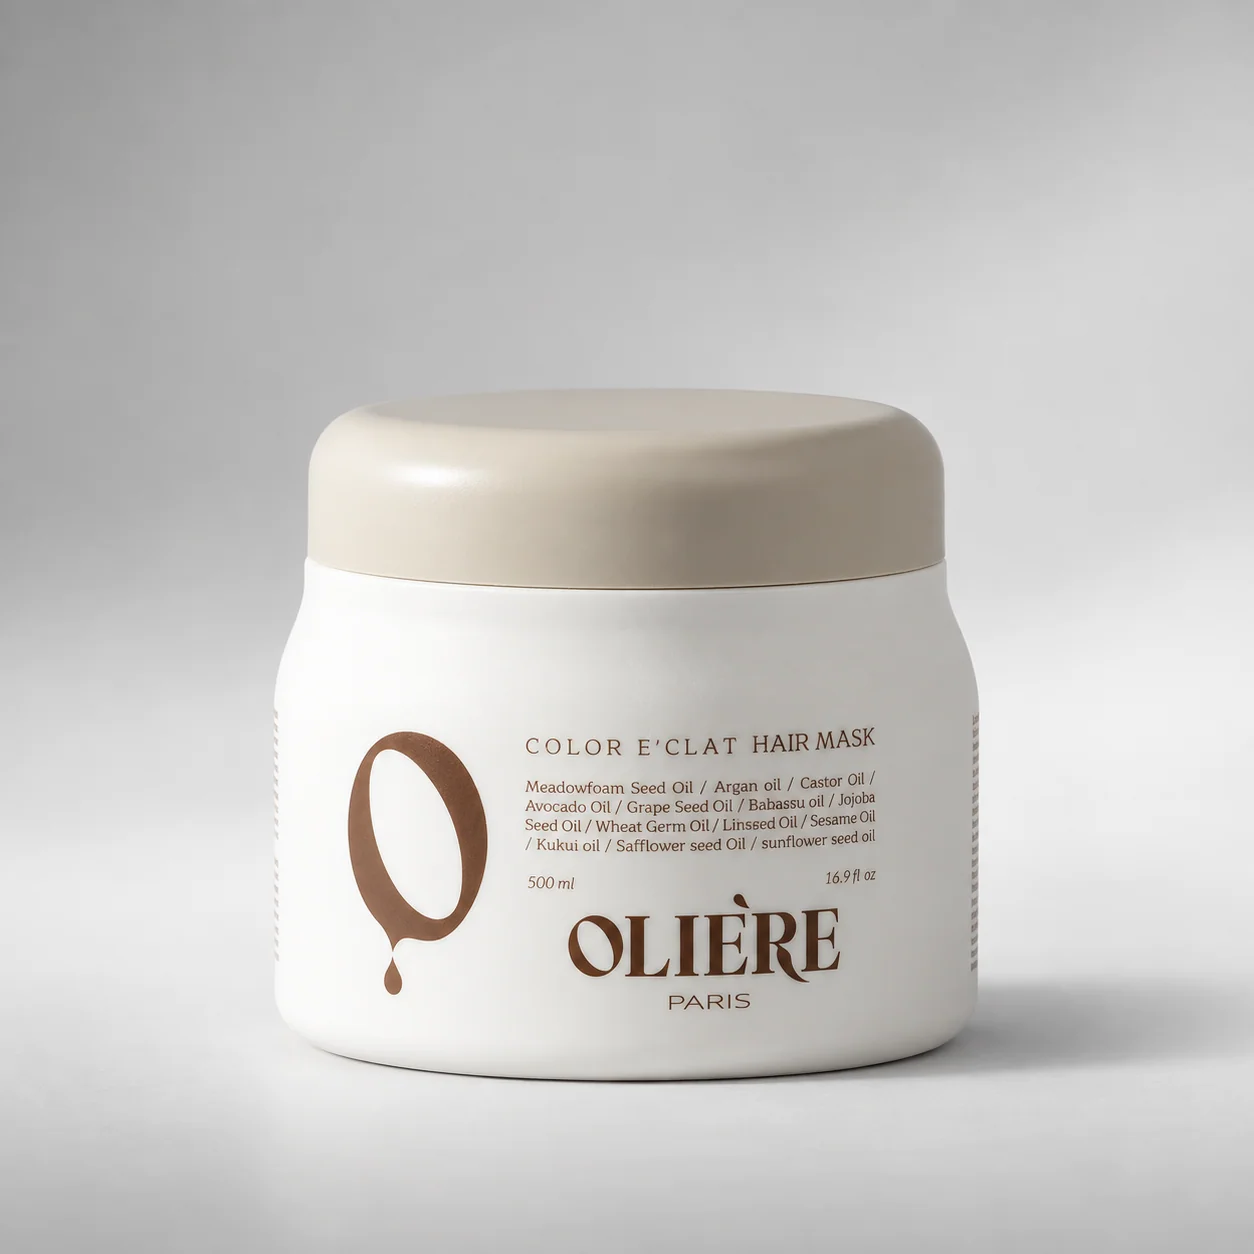 COLOR E'CLAT HAIR MASK
Meadowfoam Seed Oil / Argan oil / Castor Oil /
Avocado Oil / Grape Seed Oil / Babassu oil / Jojoba
Seed Oil / Wheat Germ Oil / Linseed Oil / Sesame Oil
/ Kukui oil / Safflower seed Oil / sunflower seed oil
500 ml
16.9 fl oz
OLIÈRE
PARIS